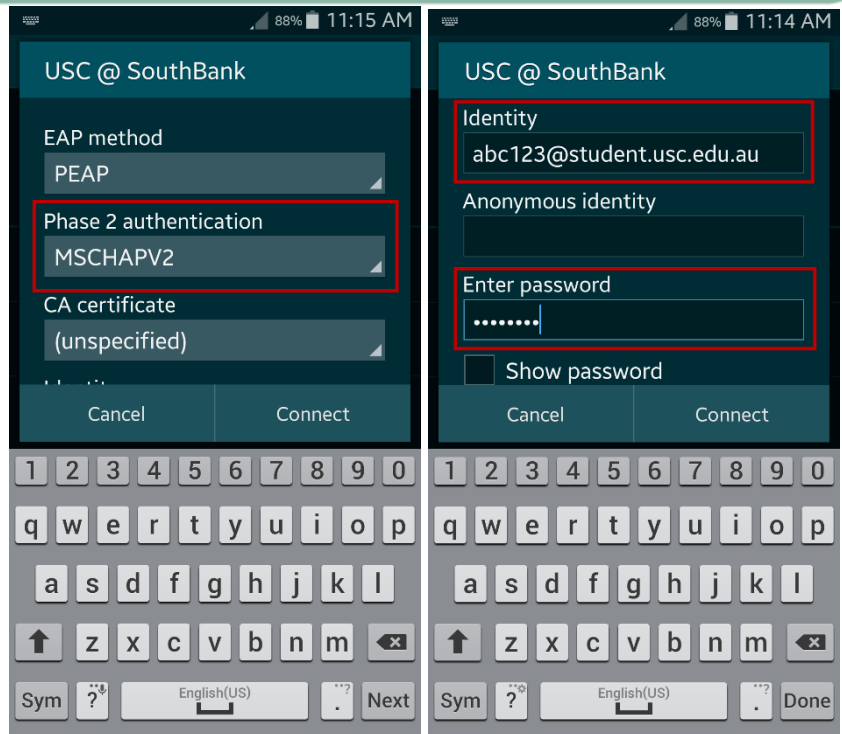 88% 11:15 AM
USC @ SouthBank
EAP method
PEAP
Phase 2 authentication
MSCHAPV2
CA certificate
(unspecified)
Cancel Connect
1 2 3 4 5 6 7 8 9 0
q w e r t y u i o p
a s d f g h j k l
z x c v b n m
Sym ? English(US) . Next
88% 11:14 AM
USC @ SouthBank
Identity
abc123@student.usc.edu.au
Anonymous identity
Enter password
••••••••
Show password
Cancel Connect
1 2 3 4 5 6 7 8 9 0
q w e r t y u i o p
a s d f g h j k l
z x c v b n m
Sym ? English(US) . Done